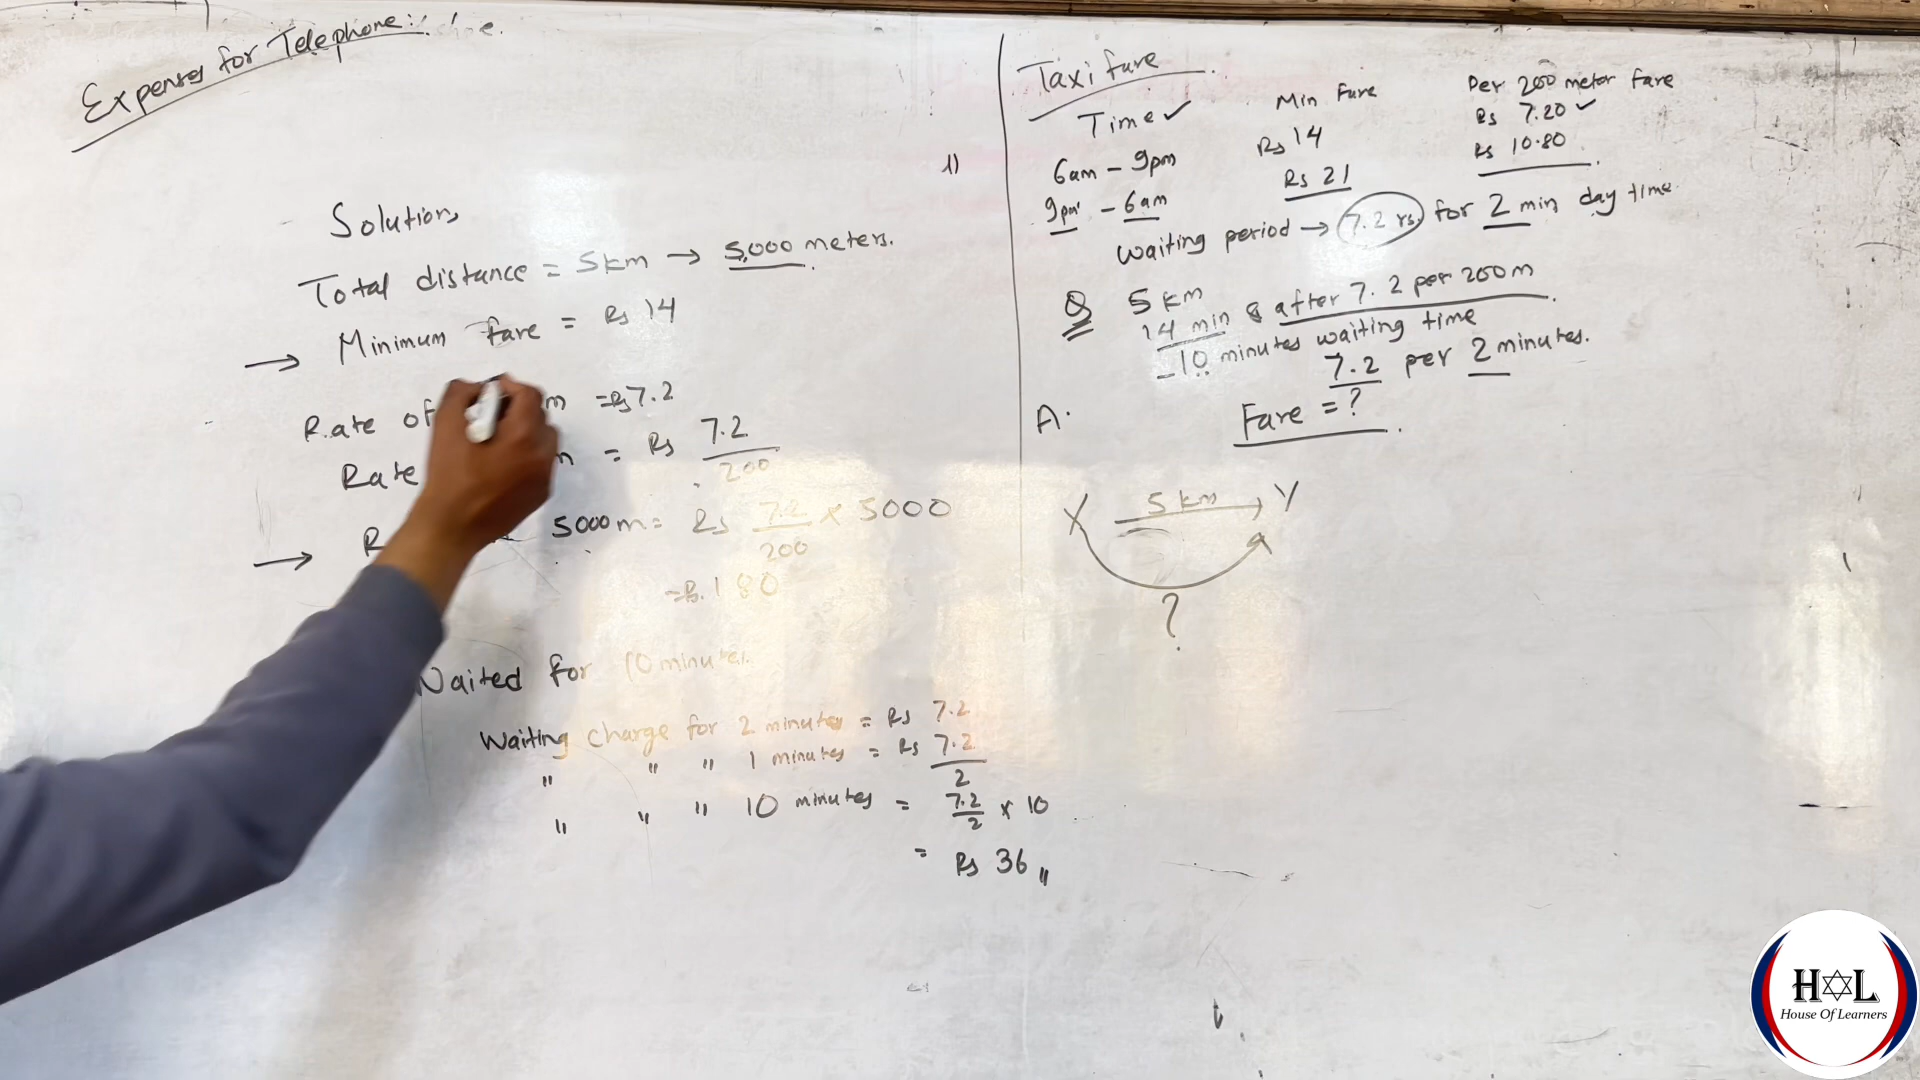 Expenses for Telephone:
Solution,
Total distance = 5km → 5000 meters.
→ Minimum fare = Rs 14
Rate of m = Rs 7.2
Rate = Rs 7.2
200
→ R 5000m = Rs 7.2 × 5000
200
= Rs. 180
Waited for 10 minutes.
Waiting charge for 2 minutes = Rs 7.2
" " " 1 minutes = Rs 7.2
2
" " " 10 minutes = 7.2 × 10
2
= Rs 36 "
1)
Taxi fare
Time ✓ Min Fare Per 200 meter fare
6am - 9pm Rs 14 Rs 7.20 ✓
9pm - 6am Rs 21 Rs 10.80
Waiting period → 7.2 rs. for 2 min day time
Q 5 km
14 min & after 7.2 per 200m
- 10 minutes waiting time
7.2 per 2 minutes.
A. Fare = ?
X 5 km → Y
?
H L
House Of Learners